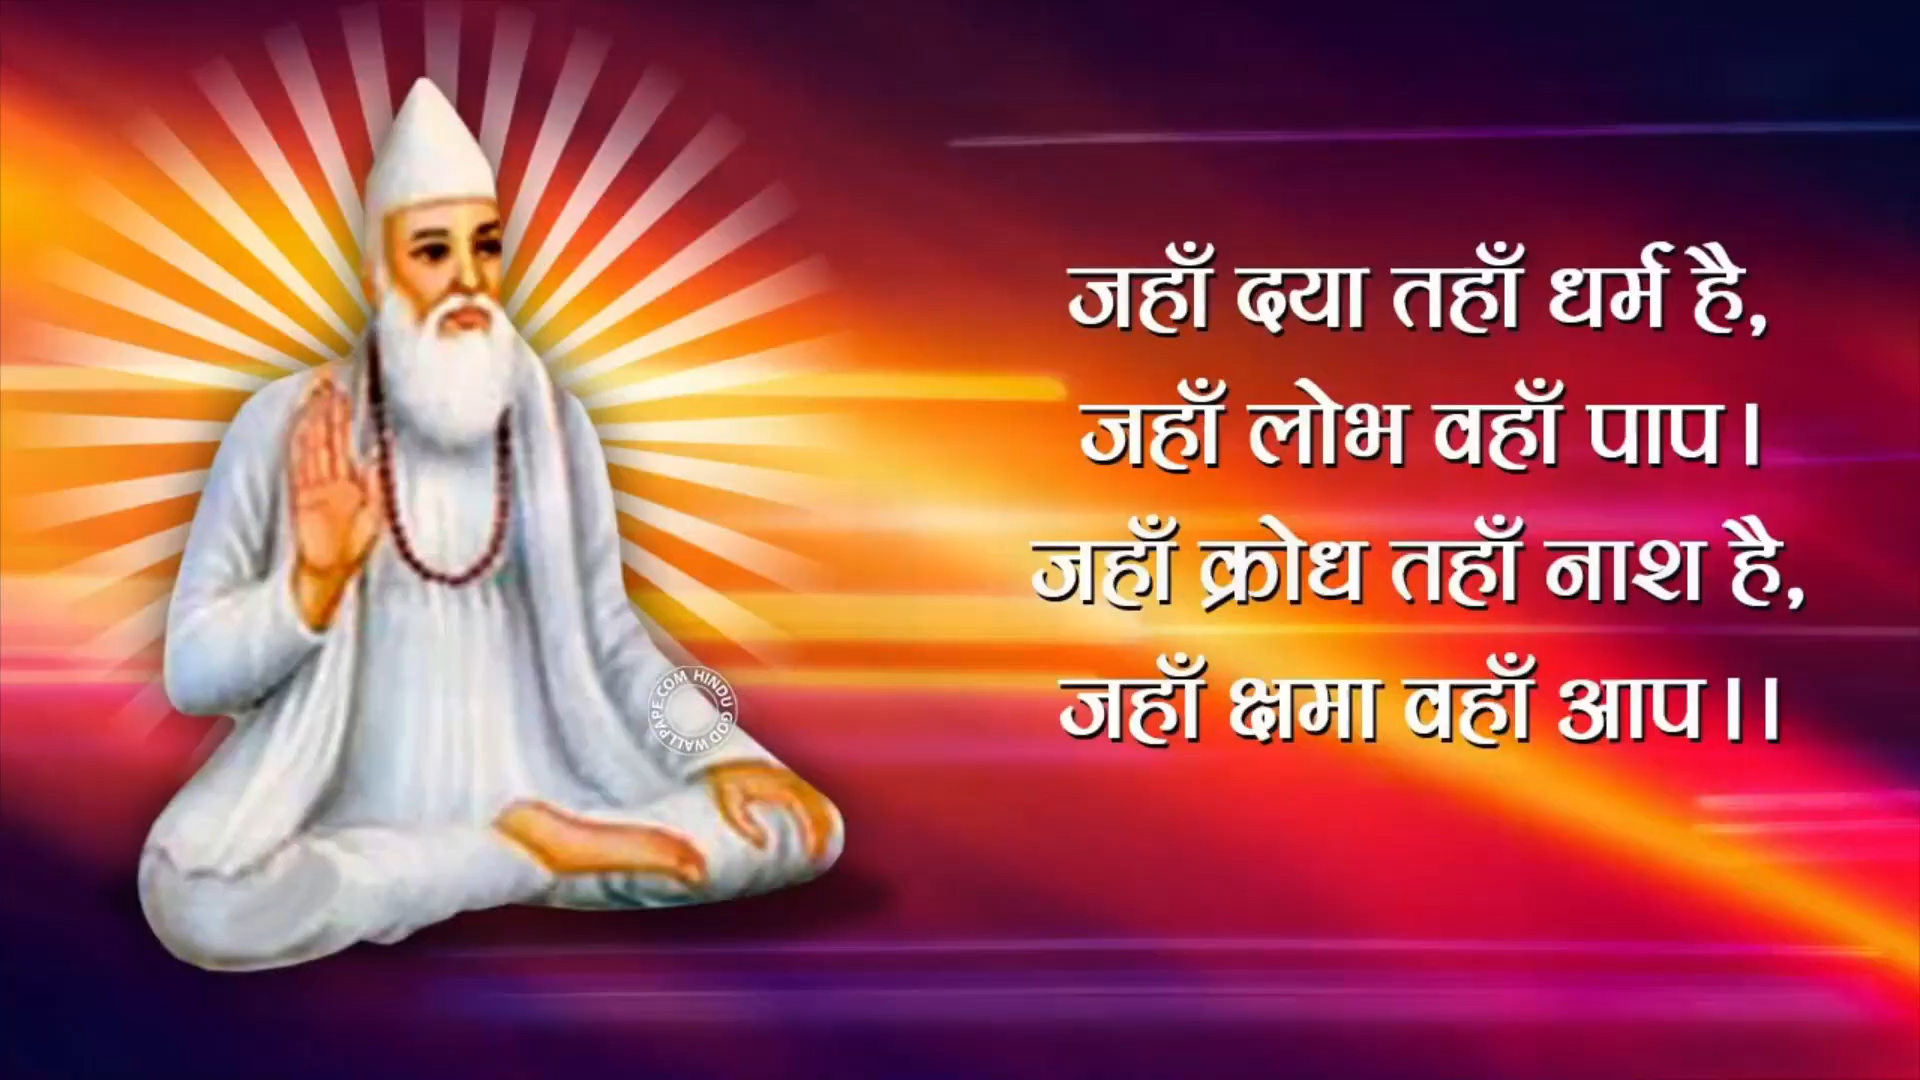 जहाँ दया तहाँ धर्म है,
जहाँ लोभ वहाँ पाप।
जहाँ क्रोध तहाँ नाश है,
जहाँ क्षमा वहाँ आप।।
HINDU GOD WALLPAPE.COM